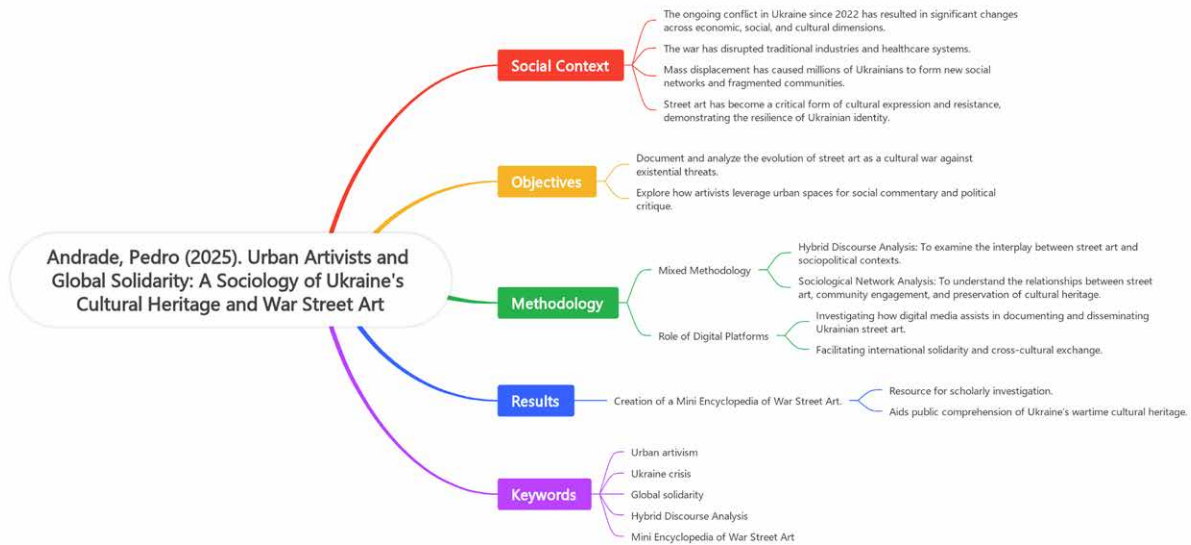 Andrade, Pedro (2025). Urban Artivists and
Global Solidarity: A Sociology of Ukraine's
Cultural Heritage and War Street Art
Social Context
The ongoing conflict in Ukraine since 2022 has resulted in significant changes
across economic, social, and cultural dimensions.
The war has disrupted traditional industries and healthcare systems.
Mass displacement has caused millions of Ukrainians to form new social
networks and fragmented communities.
Street art has become a critical form of cultural expression and resistance,
demonstrating the resilience of Ukrainian identity.
Objectives
Document and analyze the evolution of street art as a cultural war against
existential threats.
Explore how artists leverage urban spaces for social commentary and political
critique.
Methodology
Mixed Methodology
Hybrid Discourse Analysis: To examine the interplay between street art and
sociopolitical contexts.
Sociological Network Analysis: To understand the relationships between street
art, community engagement, and preservation of cultural heritage.
Role of Digital Platforms
Investigating how digital media assists in documenting and disseminating
Ukrainian street art.
Facilitating international solidarity and cross-cultural exchange.
Results
Creation of a Mini Encyclopedia of War Street Art.
Resource for scholarly investigation.
Aids public comprehension of Ukraine's wartime cultural heritage.
Keywords
Urban artivism
Ukraine crisis
Global solidarity
Hybrid Discourse Analysis
Mini Encyclopedia of War Street Art